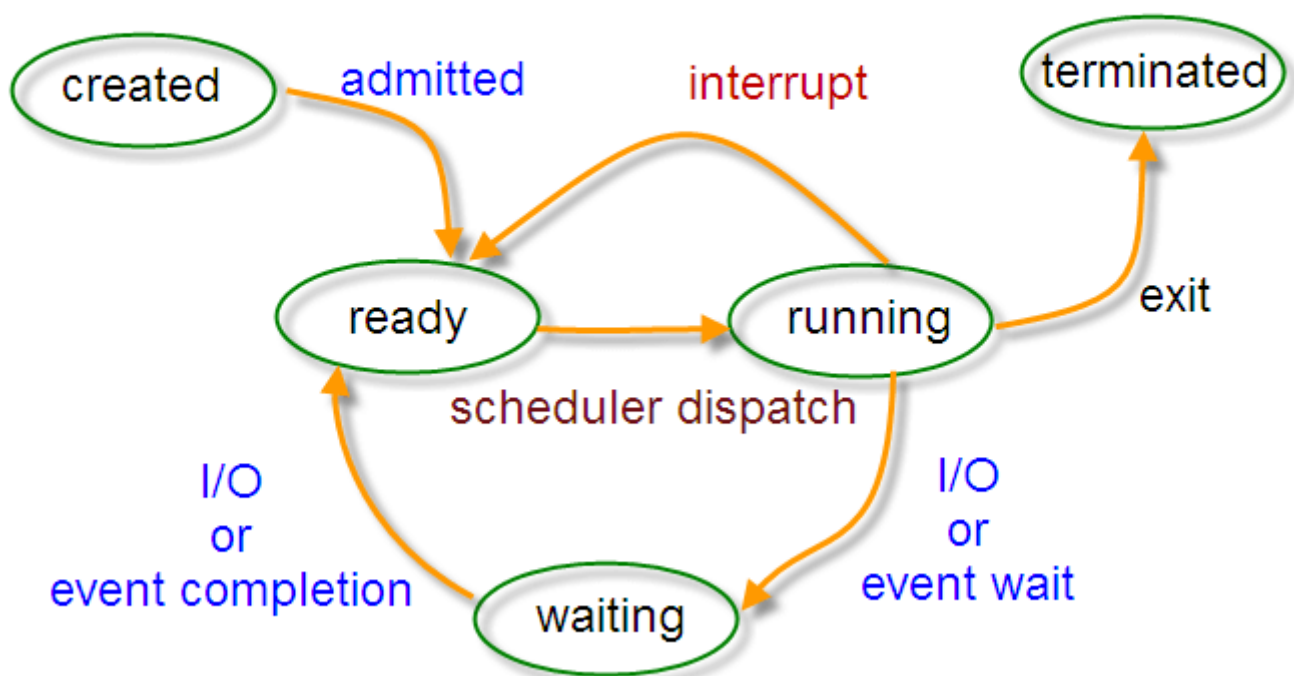 created
admitted
interrupt
terminated
ready
running
exit
scheduler dispatch
I/O
or
event completion
I/O
or
event wait
waiting